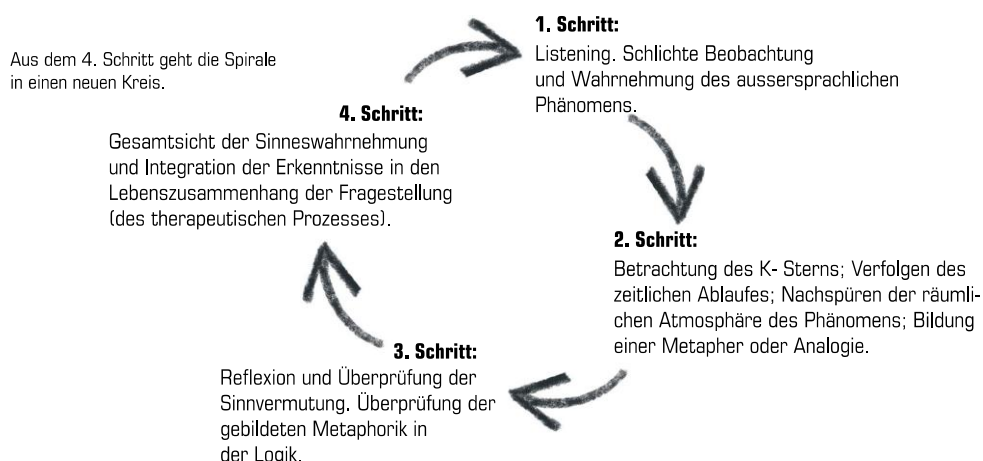 1. Schritt:
Listening. Schlichte Beobachtung
und Wahrnehmung des aussersprachlichen
Phänomens.
2. Schritt:
Betrachtung des K- Sterns; Verfolgen des
zeitlichen Ablaufes; Nachspüren der räumli-
chen Atmosphäre des Phänomens; Bildung
einer Metapher oder Analogie.
3. Schritt:
Reflexion und Überprüfung der
Sinnvermutung. Überprüfung der
gebildeten Metaphorik in
der Logik.
4. Schritt:
Gesamtsicht der Sinneswahrnehmung
und Integration der Erkenntnisse in den
Lebenszusammenhang der Fragestellung
(des therapeutischen Prozesses).
Aus dem 4. Schritt geht die Spirale
in einen neuen Kreis.